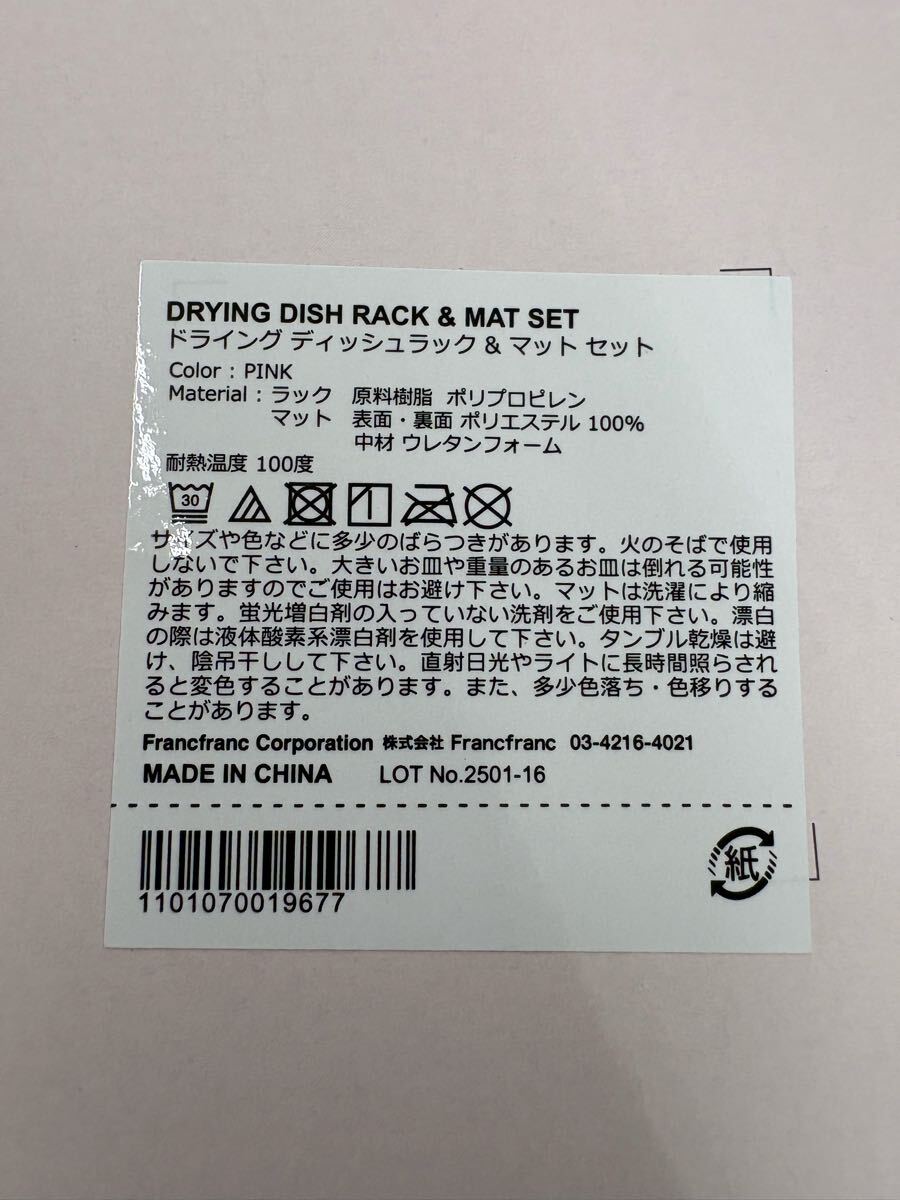 DRYING DISH RACK & MAT SET
ドライング ディッシュラック & マット セット
Color : PINK
Material : ラック 原料樹脂 ポリプロピレン
マット 表面・裏面 ポリエステル 100%
中材 ウレタンフォーム
耐熱温度 100度
30
サイズや色などに多少のばらつきがあります。火のそばで使用
しないで下さい。大きいお皿や重量のあるお皿は倒れる可能性
がありますのでご使用はお避け下さい。マットは洗濯により縮
みます。蛍光増白剤の入っていない洗剤をご使用下さい。漂白
の際は液体酸素系漂白剤を使用して下さい。タンブル乾燥は避
け、陰吊干しして下さい。直射日光やライトに長時間照らされ
ると変色することがあります。また、多少色落ち・色移りする
ことがあります。
Francfranc Corporation 株式会社 Francfranc 03-4216-4021
MADE IN CHINA LOT No.2501-16
1101070019677
紙